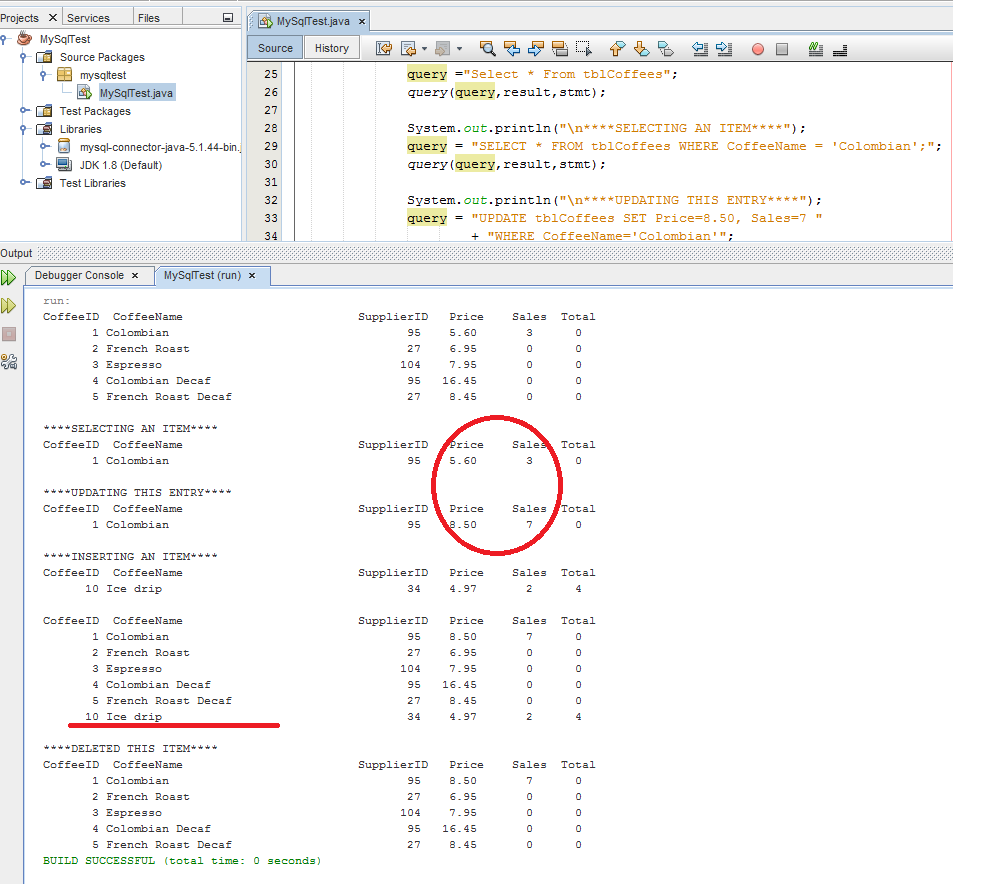 Projects × Services Files
MySqlTest
Source Packages
mysqltest
MySqlTest.java
Test Packages
Libraries
mysql-connector-java-5.1.44-bin.j
JDK 1.8 (Default)
Test Libraries
MySqlTest.java ×
Source History
25 query ="Select * From tblCoffees";
26 query(query,result,stmt);
27
28 System.out.println("\n****SELECTING AN ITEM****");
29 query = "SELECT * FROM tblCoffees WHERE CoffeeName = 'Colombian';";
30 query(query,result,stmt);
31
32 System.out.println("\n****UPDATING THIS ENTRY****");
33 query = "UPDATE tblCoffees SET Price=8.50, Sales=7 "
34 + "WHERE CoffeeName='Colombian'";
Output
Debugger Console × MySqlTest (run) ×
run:
CoffeeID CoffeeName SupplierID Price Sales Total
1 Colombian 95 5.60 3 0
2 French Roast 27 6.95 0 0
3 Espresso 104 7.95 0 0
4 Colombian Decaf 95 16.45 0 0
5 French Roast Decaf 27 8.45 0 0
****SELECTING AN ITEM****
CoffeeID CoffeeName SupplierID Price Sales Total
1 Colombian 95 5.60 3 0
****UPDATING THIS ENTRY****
CoffeeID CoffeeName SupplierID Price Sales Total
1 Colombian 95 8.50 7 0
****INSERTING AN ITEM****
CoffeeID CoffeeName SupplierID Price Sales Total
10 Ice drip 34 4.97 2 4
CoffeeID CoffeeName SupplierID Price Sales Total
1 Colombian 95 8.50 7 0
2 French Roast 27 6.95 0 0
3 Espresso 104 7.95 0 0
4 Colombian Decaf 95 16.45 0 0
5 French Roast Decaf 27 8.45 0 0
10 Ice drip 34 4.97 2 4
****DELETED THIS ITEM****
CoffeeID CoffeeName SupplierID Price Sales Total
1 Colombian 95 8.50 7 0
2 French Roast 27 6.95 0 0
3 Espresso 104 7.95 0 0
4 Colombian Decaf 95 16.45 0 0
5 French Roast Decaf 27 8.45 0 0
BUILD SUCCESSFUL (total time: 0 seconds)